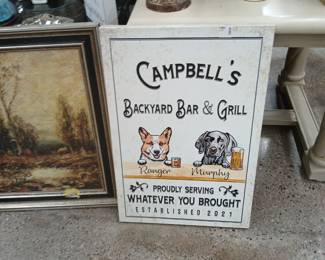 CAMPBELL'S
BACKYARD BAR & GRILL
Ranger Murphy
PROUDLY SERVING
WHATEVER YOU BROUGHT
ESTABLISHED 2021